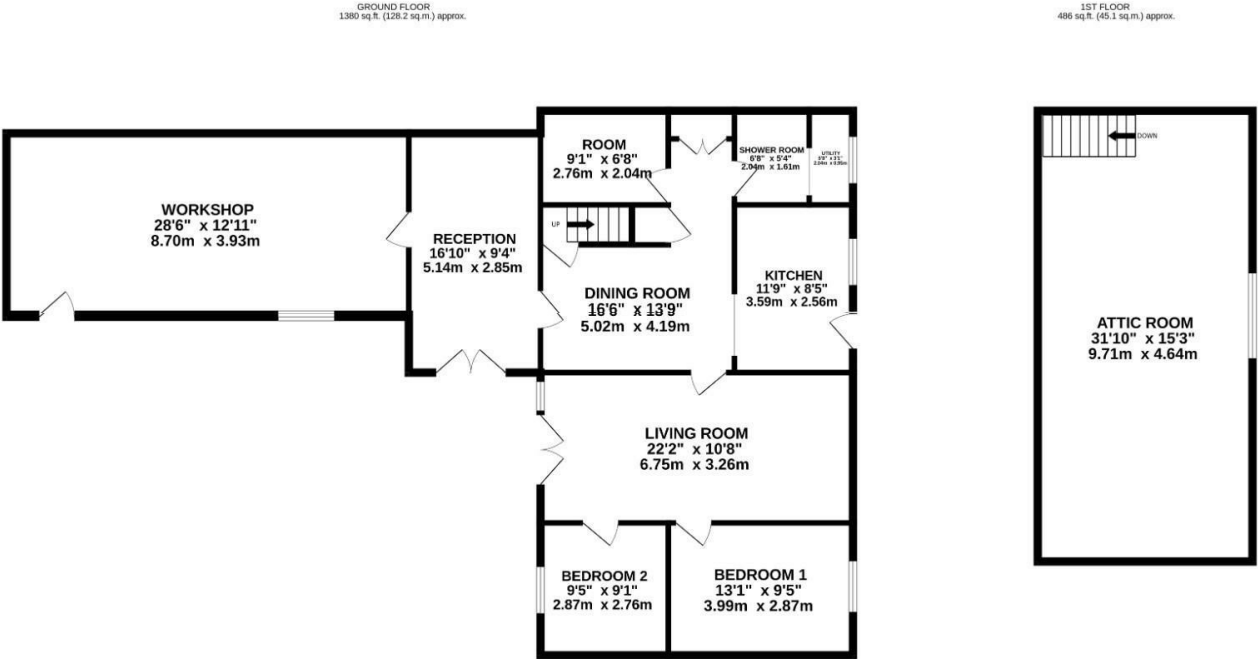 GROUND FLOOR
1380 sq.ft. (128.2 sq.m.) approx.
1ST FLOOR
486 sq.ft. (45.1 sq.m.) approx.
ROOM
9'1" x 6'8"
2.76m x 2.04m
SHOWER ROOM
6'8" x 5'4"
2.04m x 1.61m
UTILITY
DOWN
WORKSHOP
28'6" x 12'11"
8.70m x 3.93m
RECEPTION
16'10" x 9'4"
5.14m x 2.85m
UP
DINING ROOM
16'6" x 13'9"
5.02m x 4.19m
KITCHEN
11'9" x 8'5"
3.59m x 2.56m
ATTIC ROOM
31'10" x 15'3"
9.71m x 4.64m
LIVING ROOM
22'2" x 10'8"
6.75m x 3.26m
BEDROOM 2
9'5" x 9'1"
2.87m x 2.76m
BEDROOM 1
13'1" x 9'5"
3.99m x 2.87m